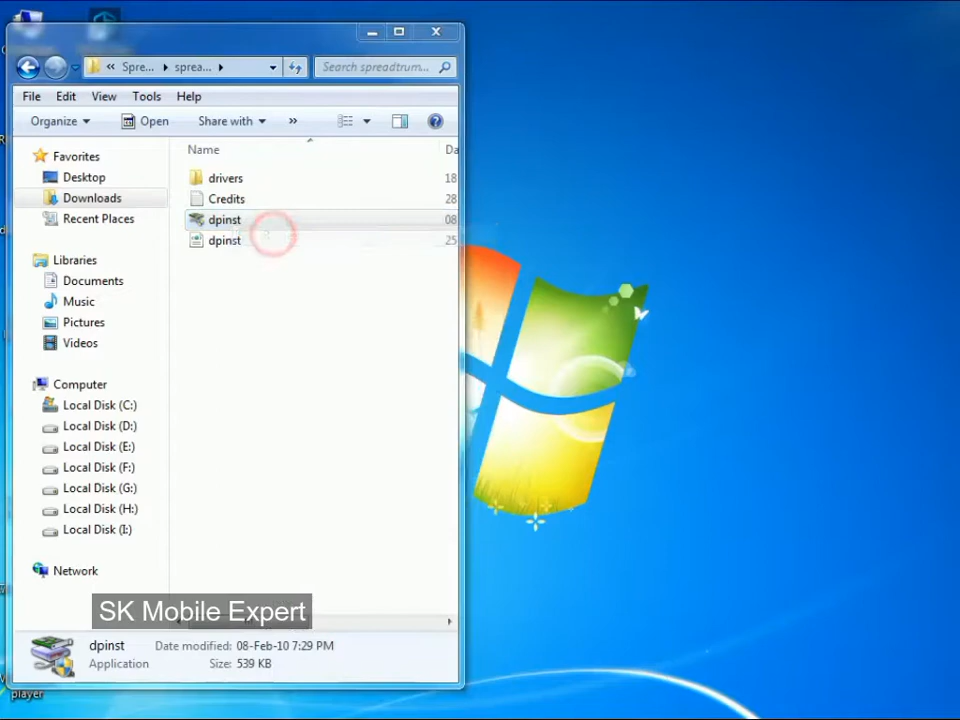 « Spre... ▸ sprea... ▸
Search spreadtrum...
File Edit View Tools Help
Organize Open Share with »
Name Da
Favorites
Desktop
Downloads
Recent Places
Libraries
Documents
Music
Pictures
Videos
Computer
Local Disk (C:)
Local Disk (D:)
Local Disk (E:)
Local Disk (F:)
Local Disk (G:)
Local Disk (H:)
Local Disk (I:)
Network
drivers 18
Credits 28
dpinst 08
dpinst 25
SK Mobile Expert
dpinst Date modified: 08-Feb-10 7:29 PM
Application Size: 539 KB
player